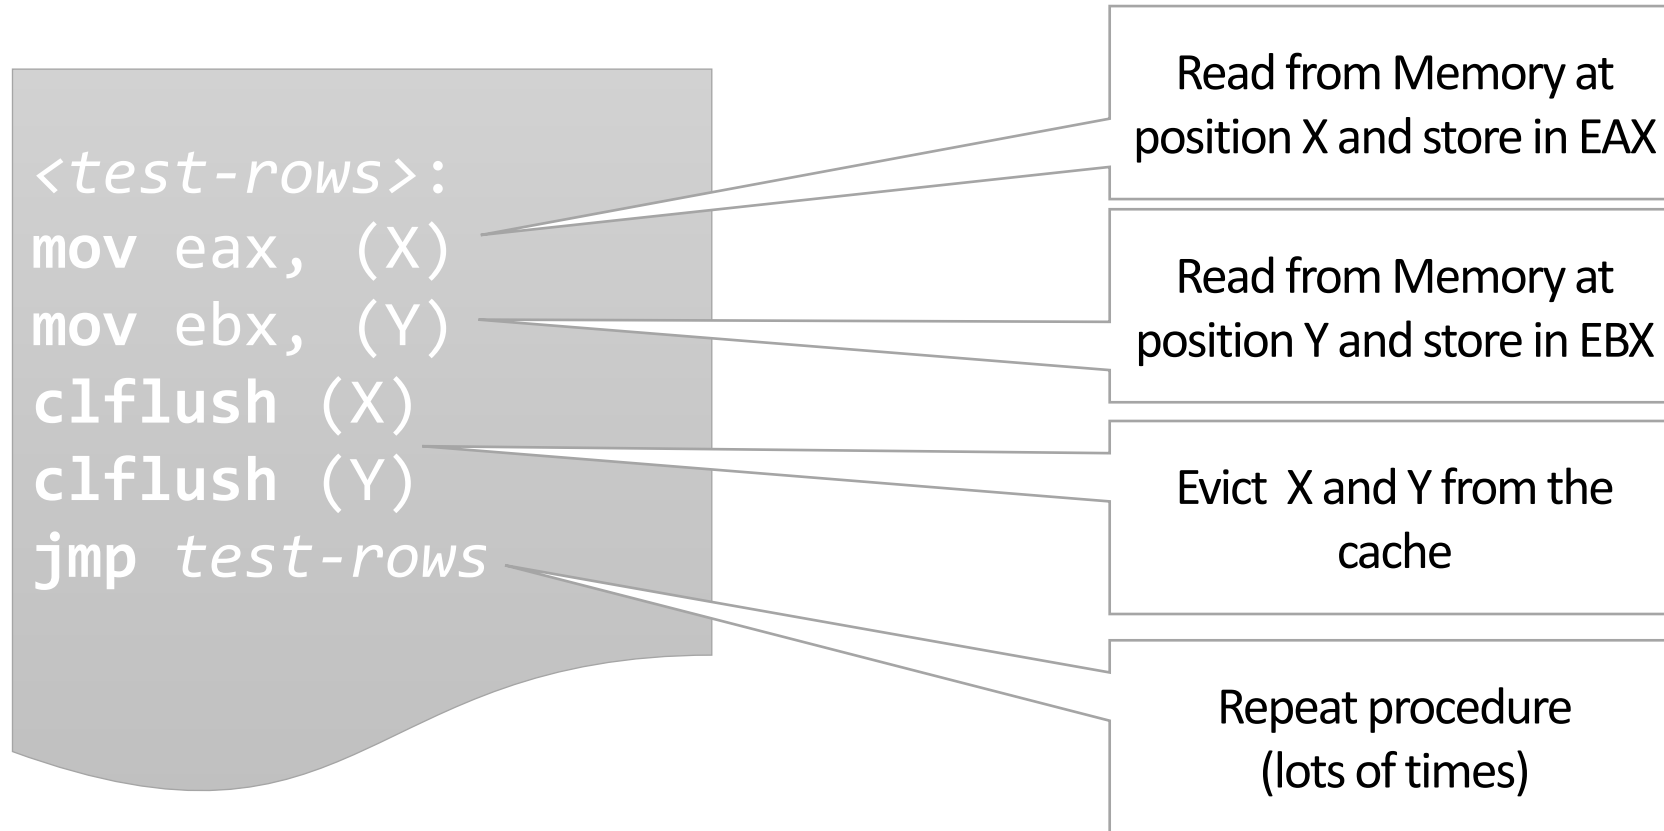 <test-rows>:
mov eax, (X)
mov ebx, (Y)
clflush (X)
clflush (Y)
jmp test-rows
Read from Memory at
position X and store in EAX
Read from Memory at
position Y and store in EBX
Evict X and Y from the
cache
Repeat procedure
(lots of times)